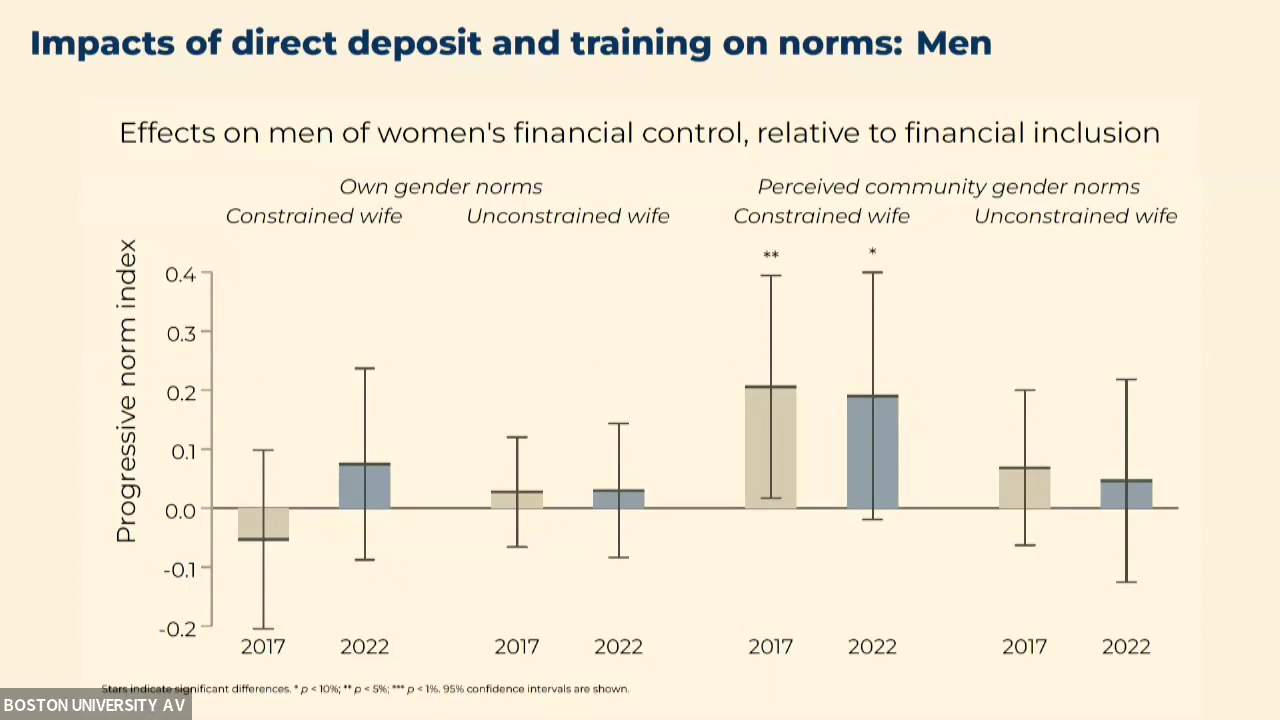 Impacts of direct deposit and training on norms: Men
Effects on men of women's financial control, relative to financial inclusion
Own gender norms
Perceived community gender norms
Constrained wife
Unconstrained wife
Constrained wife
Unconstrained wife
Progressive norm index
**
*
0.4
0.3
0.2
0.1
0.0
-0.1
-0.2
2017
2022
2017
2022
2017
2022
2017
2022
Stars indicate significant differences. * p < 10%; ** p < 5%; *** p < 1%. 95% confidence intervals are shown.
BOSTON UNIVERSITY AV